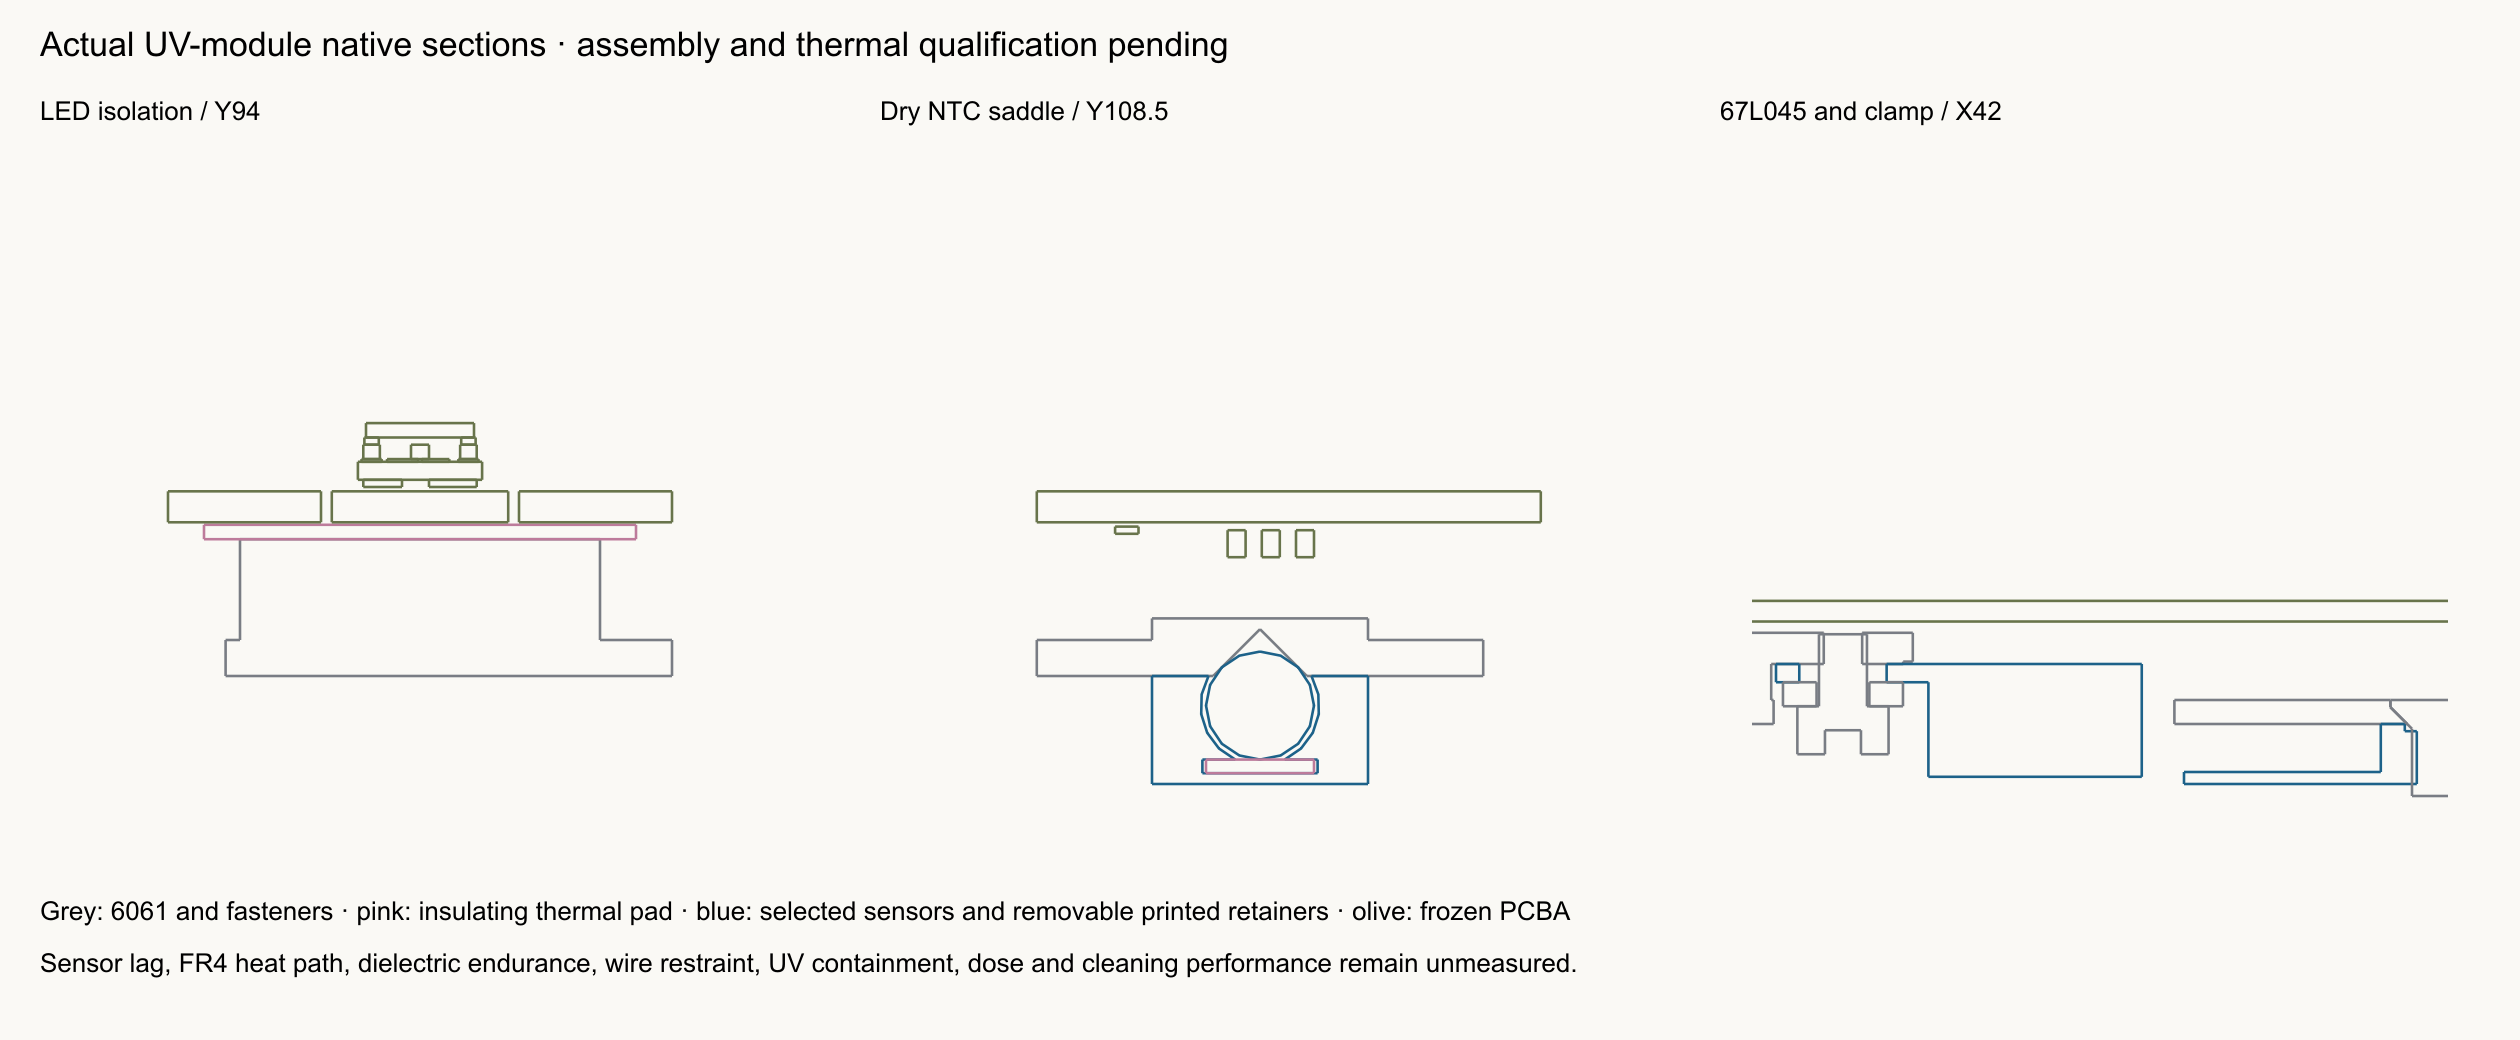 Actual UV-module native sections · assembly and thermal qualification pending
LED isolation / Y94
Dry NTC saddle / Y108.5
67L045 and clamp / X42
Grey: 6061 and fasteners · pink: insulating thermal pad · blue: selected sensors and removable printed retainers · olive: frozen PCBA
Sensor lag, FR4 heat path, dielectric endurance, wire restraint, UV containment, dose and cleaning performance remain unmeasured.